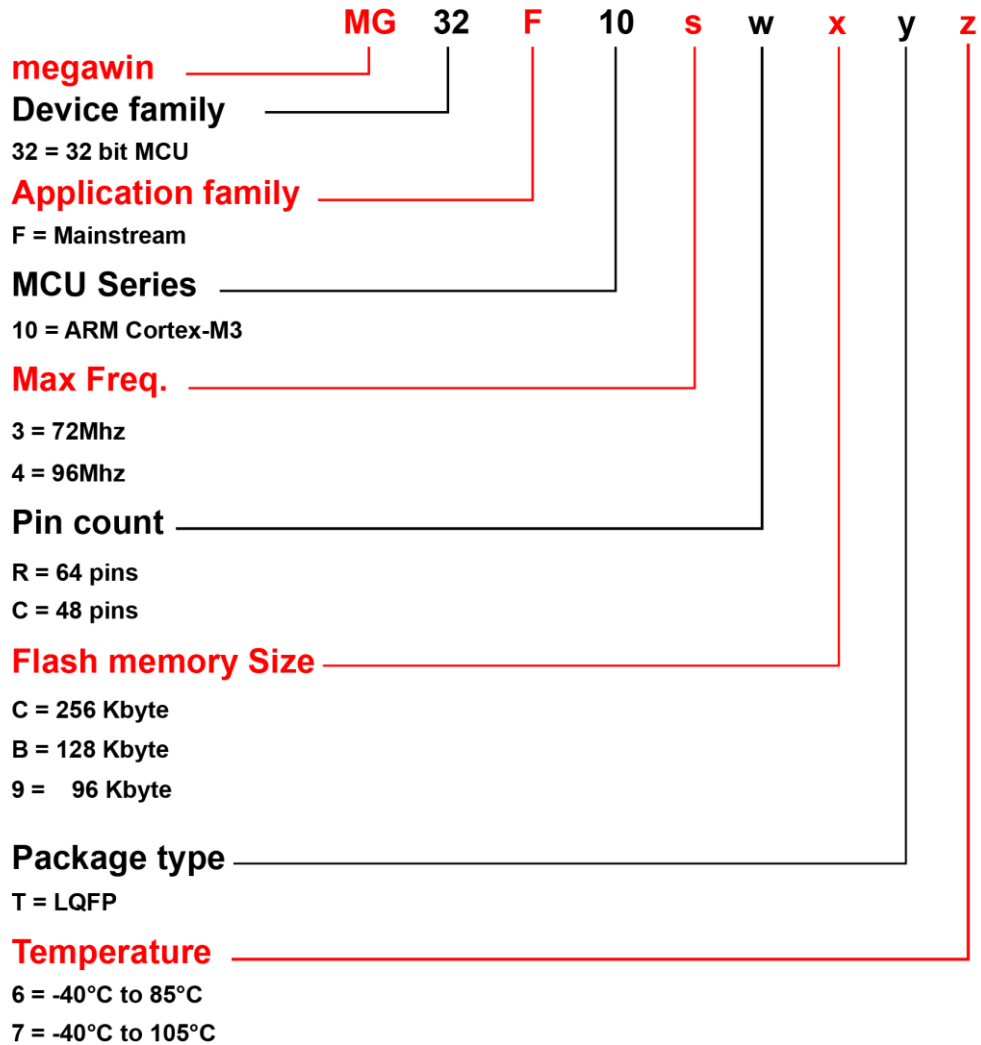 MG 32 F 10 s w x y z
megawin
Device family
32 = 32 bit MCU
Application family
F = Mainstream
MCU Series
10 = ARM Cortex-M3
Max Freq.
3 = 72Mhz
4 = 96Mhz
Pin count
R = 64 pins
C = 48 pins
Flash memory Size
C = 256 Kbyte
B = 128 Kbyte
9 = 96 Kbyte
Package type
T = LQFP
Temperature
6 = -40°C to 85°C
7 = -40°C to 105°C